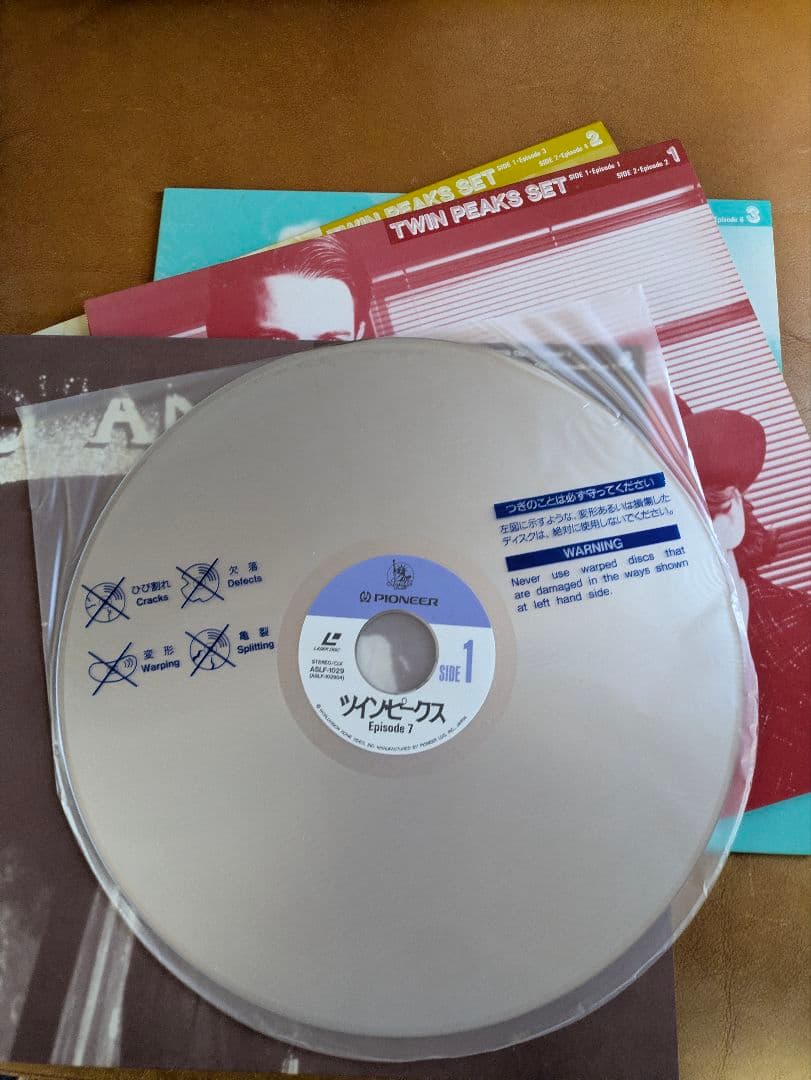 TWIN PEAKS SET
SIDE 1・Episode 3
SIDE 2・Episode 4
2
TWIN PEAKS SET
SIDE 1・Episode 1
SIDE 2・Episode 2
1
Episode 6
3
つぎのことは必ず守ってください
左図に示すような、変形あるいは損傷した
ディスクは、絶対に使用しないでください。
WARNING
Never use warped discs that
are damaged in the ways shown
at left hand side.
ひび割れ
Cracks
欠落
Defects
変形
Warping
亀裂
Splitting
PIONEER
LASER DISC
STEREO/CLV
ASLF-1029
SIDE 1
ツイン・ピークス
Episode 7